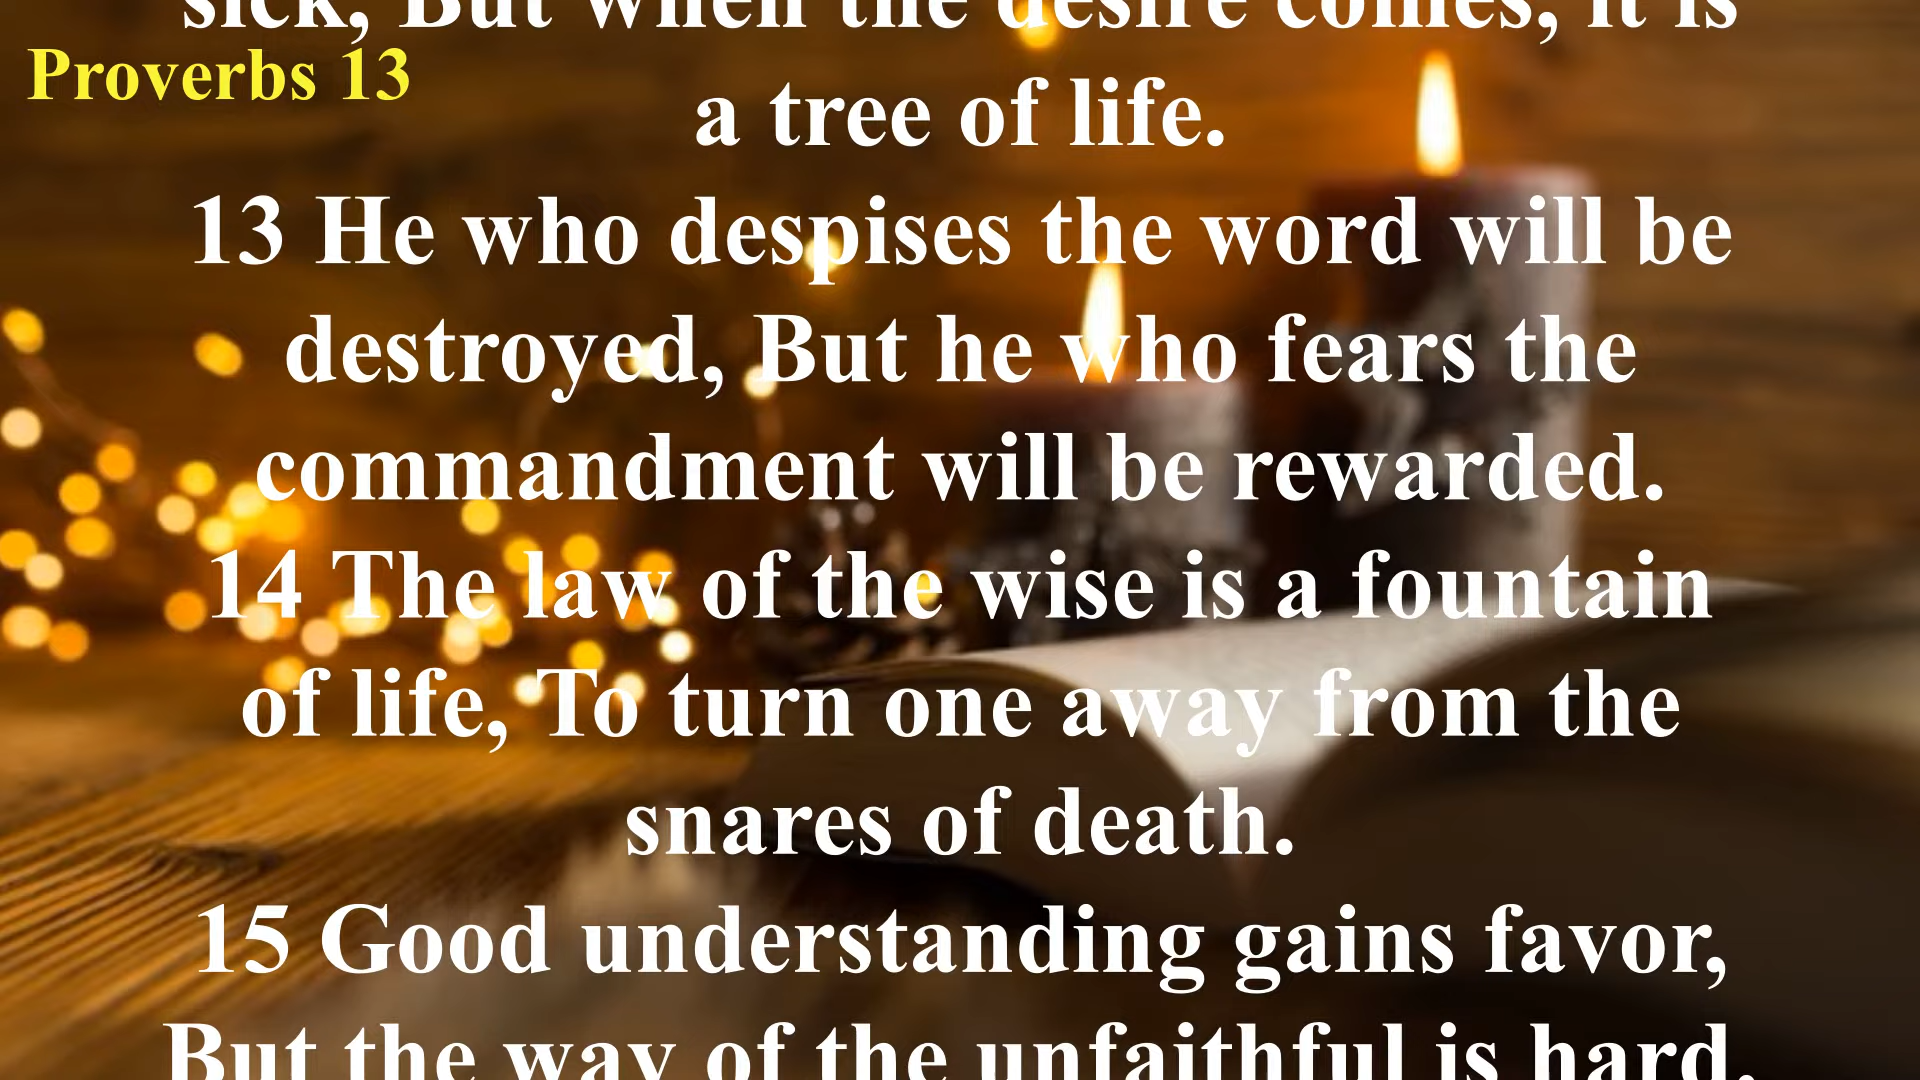 sick, But when the desire comes, it is
Proverbs 13
a tree of life.
13 He who despises the word will be
destroyed, But he who fears the
commandment will be rewarded.
14 The law of the wise is a fountain
of life, To turn one away from the
snares of death.
15 Good understanding gains favor,
But the way of the unfaithful is hard.